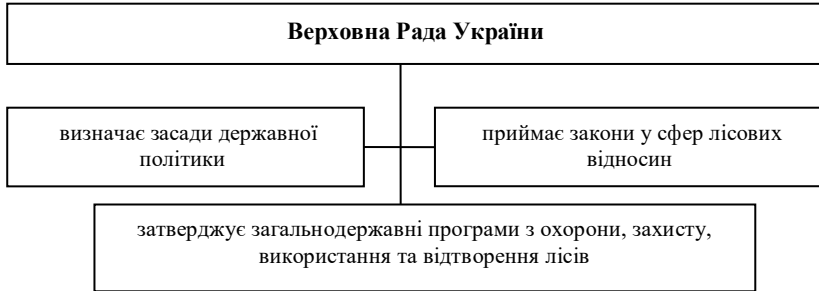 Верховна Рада України
визначає засади державної
політики
приймає закони у сфер лісових
відносин
затверджує загальнодержавні програми з охорони, захисту,
використання та відтворення лісів